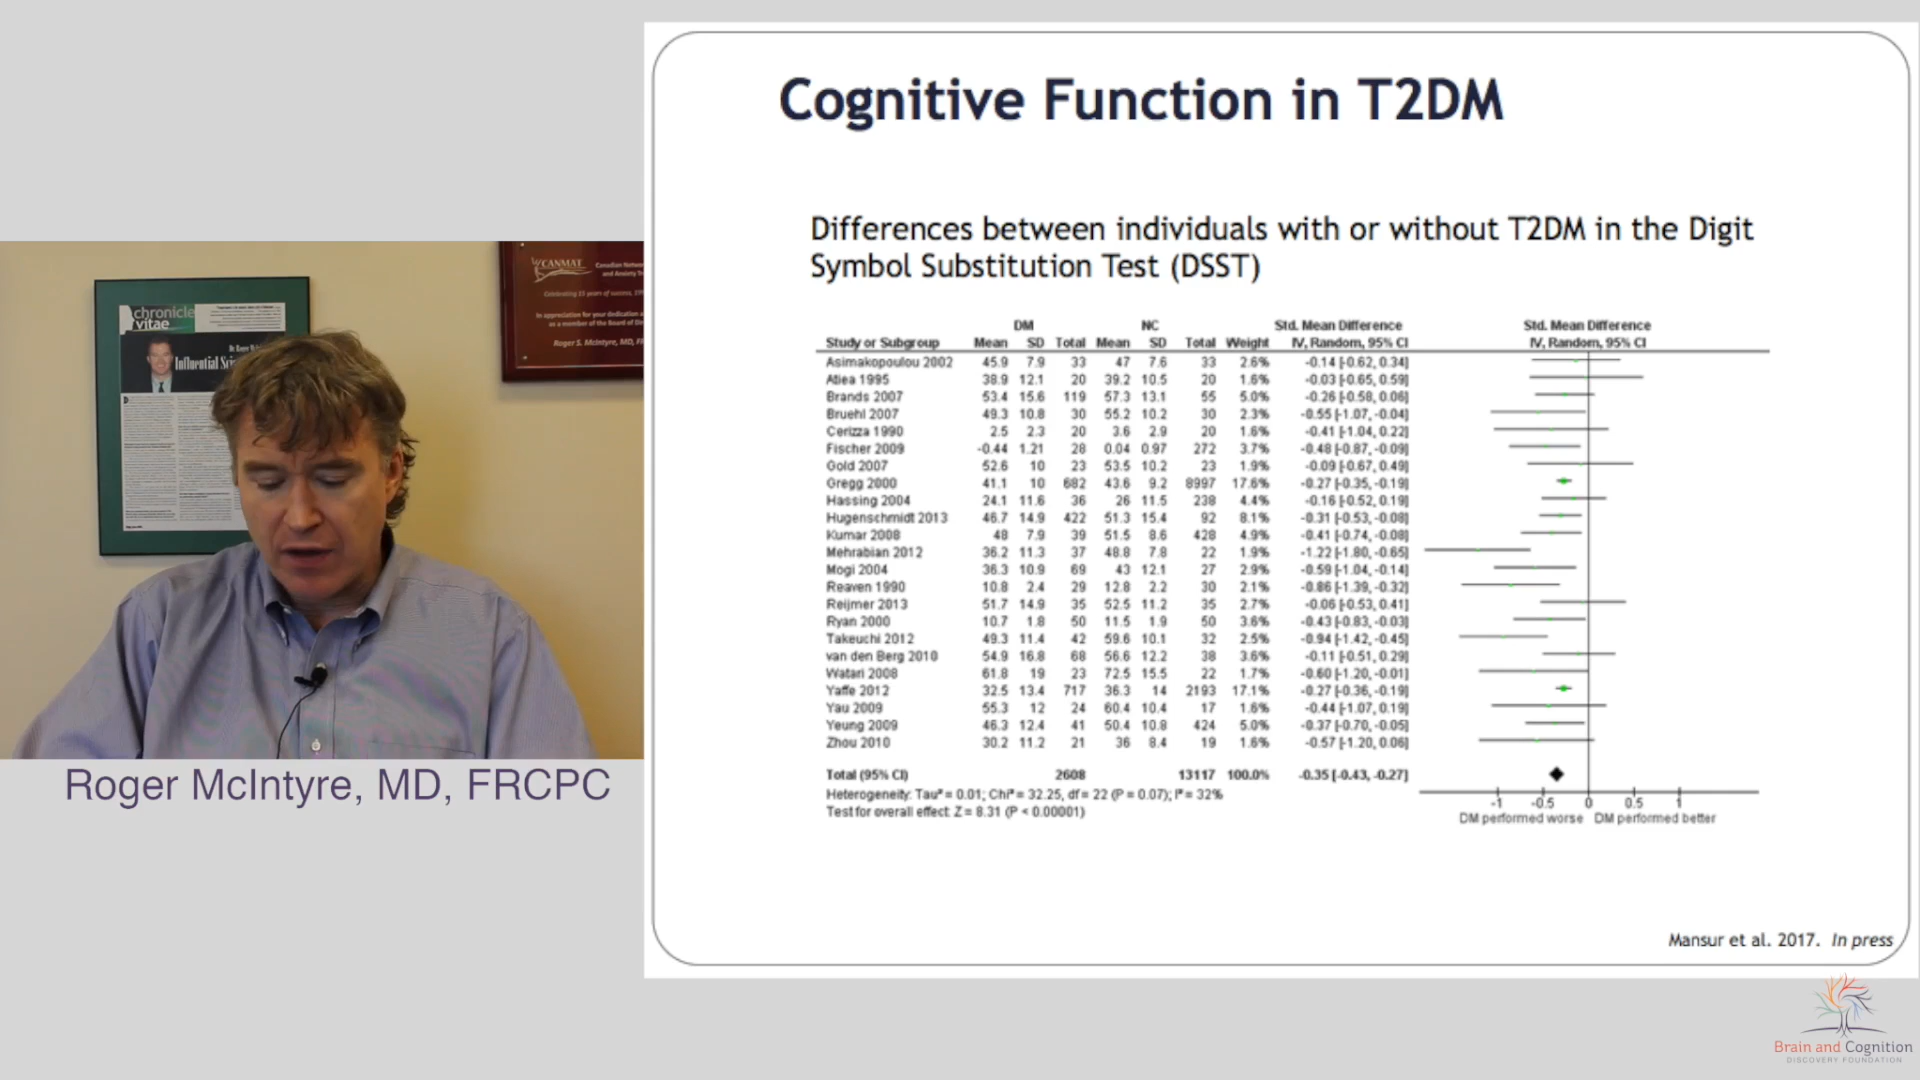 chronicle
vitae
Influential
CANMAT
Celebrating 15 years of success
In appreciation for your dedication
as a member of the Board of
Roger S. McIntyre, MD,
Roger McIntyre, MD, FRCPC
Cognitive Function in T2DM
Differences between individuals with or without T2DM in the Digit
Symbol Substitution Test (DSST)
DM NC Std. Mean Difference Std. Mean Difference
Study or Subgroup Mean SD Total Mean SD Total Weight IV, Random, 95% CI IV, Random, 95% CI
Asimakopoulou 2002 45.9 7.9 33 47 7.6 33 2.6% -0.14 [-0.62, 0.34]
Atiea 1995 38.9 12.1 20 39.2 10.5 20 1.6% -0.03 [-0.65, 0.59]
Brands 2007 53.4 15.6 119 57.3 13.1 55 5.0% -0.26 [-0.58, 0.06]
Bruehl 2007 49.3 10.8 30 55.2 10.2 30 2.3% -0.55 [-1.07, -0.04]
Cerizza 1990 2.5 2.3 20 3.6 2.9 20 1.6% -0.41 [-1.04, 0.22]
Fischer 2009 -0.44 1.21 28 0.04 0.97 272 3.7% -0.48 [-0.87, -0.09]
Gold 2007 52.6 10 23 53.5 10.2 23 1.9% -0.09 [-0.67, 0.49]
Gregg 2000 41.1 10 682 43.6 9.2 8997 17.6% -0.27 [-0.35, -0.19]
Hassing 2004 24.1 11.6 36 26 11.5 238 4.4% -0.16 [-0.52, 0.19]
Hugenschmidt 2013 46.7 14.9 422 51.3 15.4 92 8.1% -0.31 [-0.53, -0.08]
Kumar 2008 48 7.9 39 51.5 8.6 428 4.9% -0.41 [-0.74, -0.08]
Mehrabian 2012 36.2 11.3 37 48.8 7.8 22 1.9% -1.22 [-1.80, -0.65]
Mogi 2004 36.3 10.9 69 43 12.1 27 2.9% -0.59 [-1.04, -0.14]
Reaven 1990 10.8 2.4 29 12.8 2.2 30 2.1% -0.86 [-1.39, -0.32]
Reijmer 2013 51.7 14.9 35 52.5 11.2 35 2.7% -0.06 [-0.53, 0.41]
Ryan 2000 10.7 1.8 50 11.5 1.9 50 3.6% -0.43 [-0.83, -0.03]
Takeuchi 2012 49.3 11.4 42 59.6 10.1 32 2.5% -0.94 [-1.42, -0.45]
van den Berg 2010 54.9 16.8 68 56.6 12.2 38 3.6% -0.11 [-0.51, 0.29]
Watari 2008 61.8 19 23 72.5 15.5 22 1.7% -0.60 [-1.20, -0.01]
Yaffe 2012 32.5 13.4 717 36.3 14 2193 17.1% -0.27 [-0.36, -0.19]
Yau 2009 55.3 12 24 60.4 10.4 17 1.6% -0.44 [-1.07, 0.19]
Yeung 2009 46.3 12.4 41 50.4 10.8 424 5.0% -0.37 [-0.70, -0.05]
Zhou 2010 30.2 11.2 21 36 8.4 19 1.6% -0.57 [-1.20, 0.06]
Total (95% CI) 2608 13117 100.0% -0.35 [-0.43, -0.27]
Heterogeneity: Tau² = 0.01; Chi² = 32.25, df = 22 (P = 0.07); I² = 32%
Test for overall effect: Z = 8.31 (P < 0.00001)
-1 -0.5 0 0.5 1
DM performed worse DM performed better
Mansur et al. 2017. In press
Brain and Cognition
DISCOVERY FOUNDATION